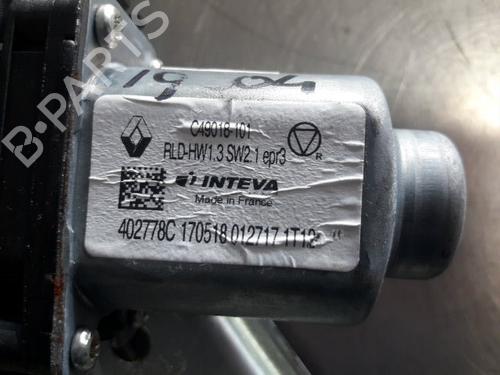 B-PARTS
C49018-101
RLD-HW1.3 SW2.1 epr3
R
INTEVA
Made in France
402778C 170518 012717 1T12